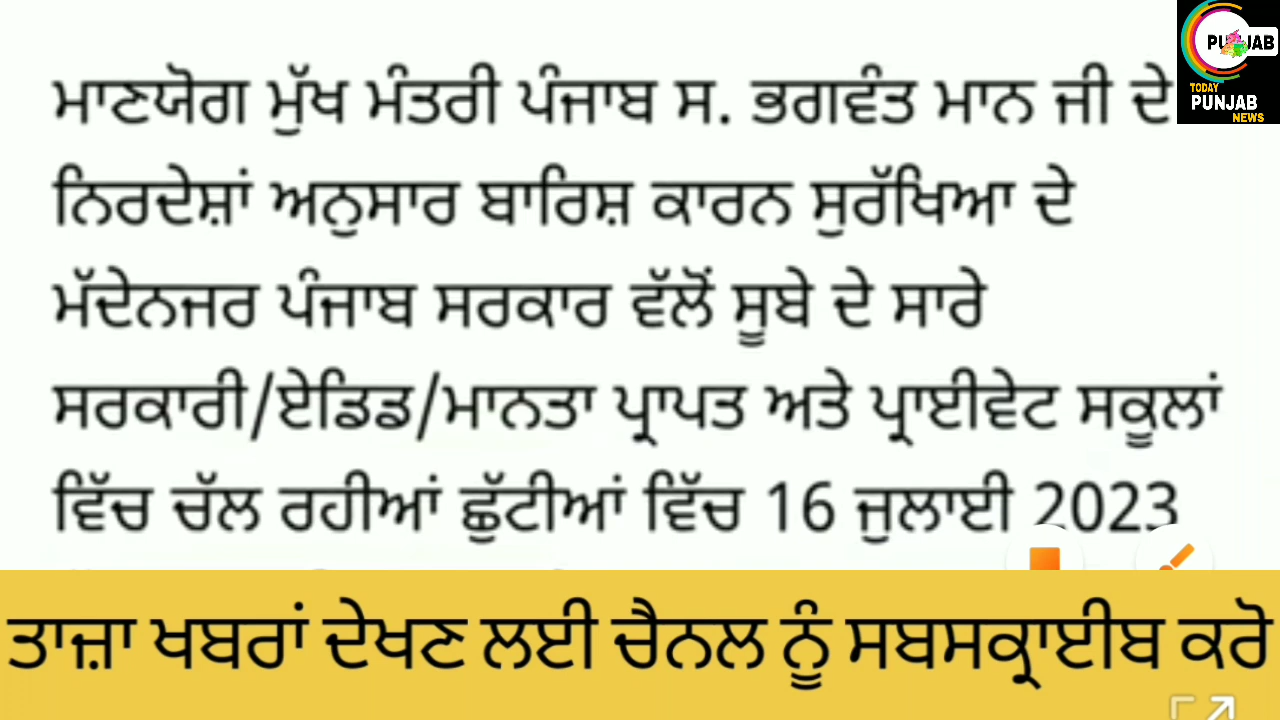 ਮਾਣਯੋਗ ਮੁੱਖ ਮੰਤਰੀ ਪੰਜਾਬ ਸ. ਭਗਵੰਤ ਮਾਨ ਜੀ ਦੇ
ਨਿਰਦੇਸ਼ਾਂ ਅਨੁਸਾਰ ਬਾਰਿਸ਼ ਕਾਰਨ ਸੁਰੱਖਿਆ ਦੇ
ਮੱਦੇਨਜਰ ਪੰਜਾਬ ਸਰਕਾਰ ਵੱਲੋਂ ਸੂਬੇ ਦੇ ਸਾਰੇ
ਸਰਕਾਰੀ/ਏਡਿਡ/ਮਾਨਤਾ ਪ੍ਰਾਪਤ ਅਤੇ ਪ੍ਰਾਈਵੇਟ ਸਕੂਲਾਂ
ਵਿੱਚ ਚੱਲ ਰਹੀਆਂ ਛੁੱਟੀਆਂ ਵਿੱਚ 16 ਜੁਲਾਈ 2023
ਤਾਜ਼ਾ ਖਬਰਾਂ ਦੇਖਣ ਲਈ ਚੈਨਲ ਨੂੰ ਸਬਸਕ੍ਰਾਈਬ ਕਰੋ
PUNJAB
TODAY
PUNJAB
NEWS